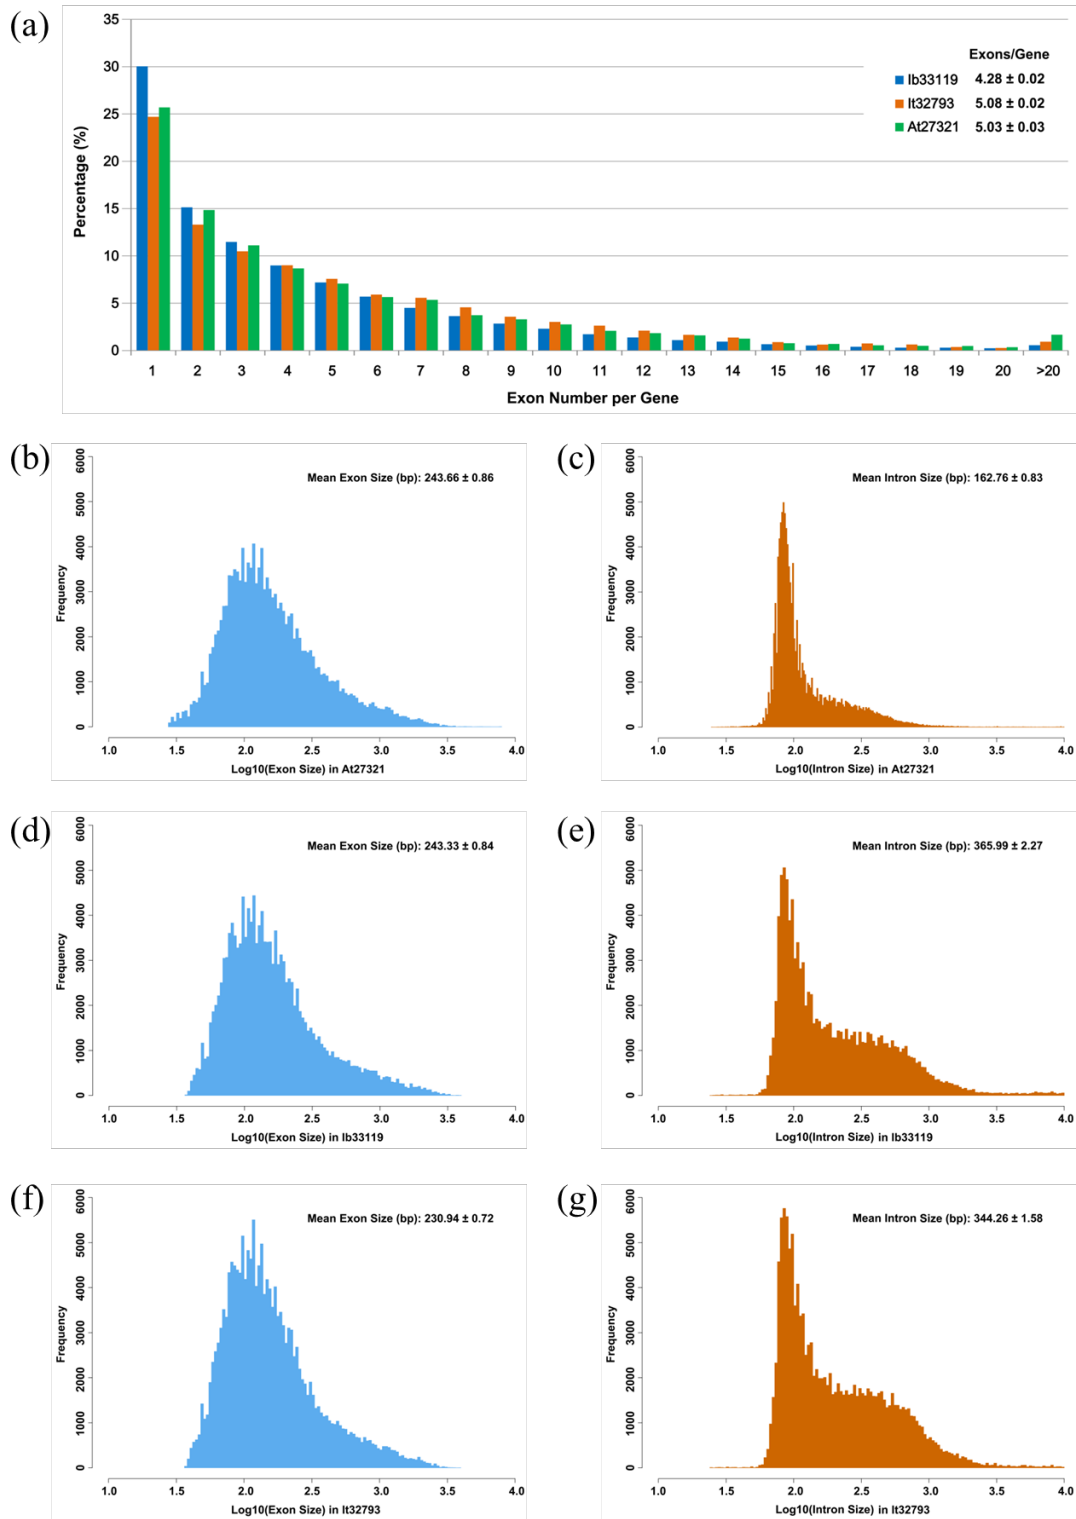 (a)
35
30
25
20
15
10
5
0
Percentage (%)
Exons/Gene
Ib33119 4.28 ± 0.02
It32793 5.08 ± 0.02
At27321 5.03 ± 0.03
1 2 3 4 5 6 7 8 9 10 11 12 13 14 15 16 17 18 19 20 >20
Exon Number per Gene
(b)
Mean Exon Size (bp): 243.66 ± 0.86
Frequency
0 1000 2000 3000 4000 5000 6000
1.0 1.5 2.0 2.5 3.0 3.5 4.0
Log10(Exon Size) in At27321
(c)
Mean Intron Size (bp): 162.76 ± 0.83
Frequency
0 1000 2000 3000 4000 5000 6000
1.0 1.5 2.0 2.5 3.0 3.5 4.0
Log10(Intron Size) in At27321
(d)
Mean Exon Size (bp): 243.33 ± 0.84
Frequency
0 1000 2000 3000 4000 5000 6000
1.0 1.5 2.0 2.5 3.0 3.5 4.0
Log10(Exon Size) in Ib33119
(e)
Mean Intron Size (bp): 365.99 ± 2.27
Frequency
0 1000 2000 3000 4000 5000 6000
1.0 1.5 2.0 2.5 3.0 3.5 4.0
Log10(Intron Size) in Ib33119
(f)
Mean Exon Size (bp): 230.94 ± 0.72
Frequency
0 1000 2000 3000 4000 5000 6000
1.0 1.5 2.0 2.5 3.0 3.5 4.0
Log10(Exon Size) in It32793
(g)
Mean Intron Size (bp): 344.26 ± 1.58
Frequency
0 1000 2000 3000 4000 5000 6000
1.0 1.5 2.0 2.5 3.0 3.5 4.0
Log10(Intron Size) in It32793